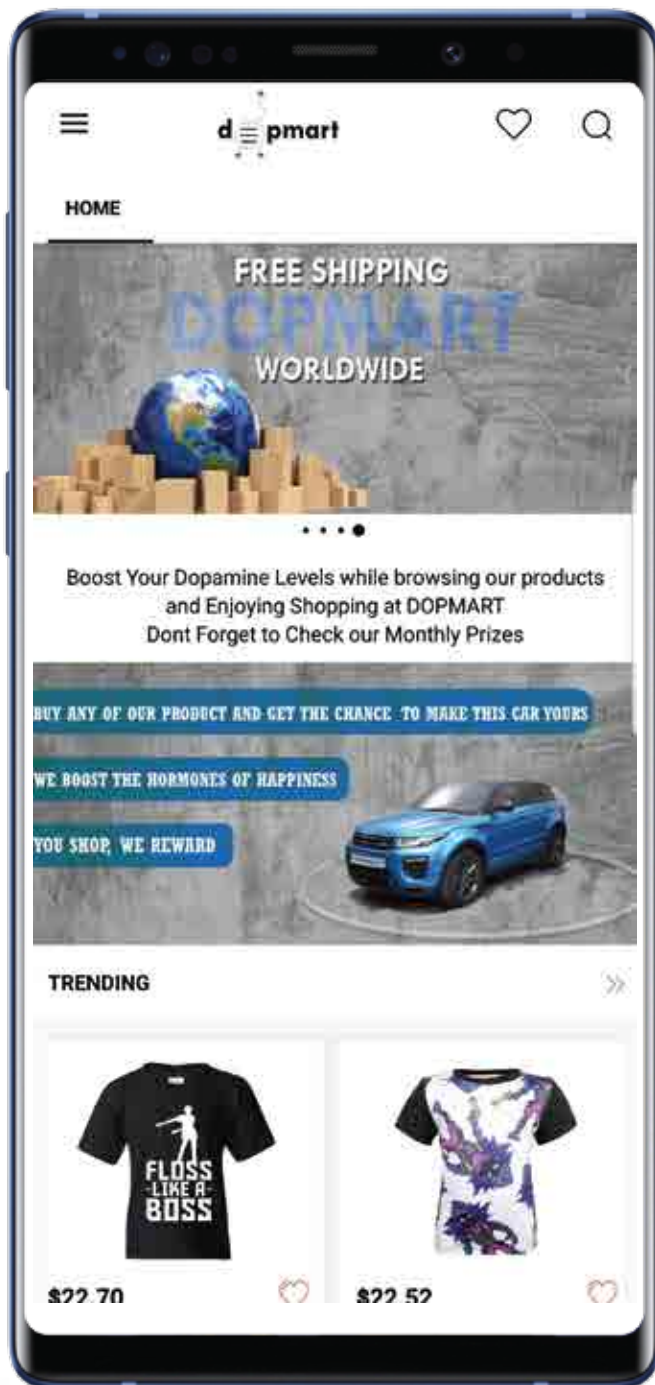 d pmart
HOME
FREE SHIPPING
DOPMART
WORLDWIDE
Boost Your Dopamine Levels while browsing our products
and Enjoying Shopping at DOPMART
Dont Forget to Check our Monthly Prizes
BUY ANY OF OUR PRODUCT AND GET THE CHANCE TO MAKE THIS CAR YOURS
WE BOOST THE HORMONES OF HAPPINESS
YOU SHOP, WE REWARD
TRENDING
FLOSS
-LIKE A-
BOSS
$22.70
$22.52